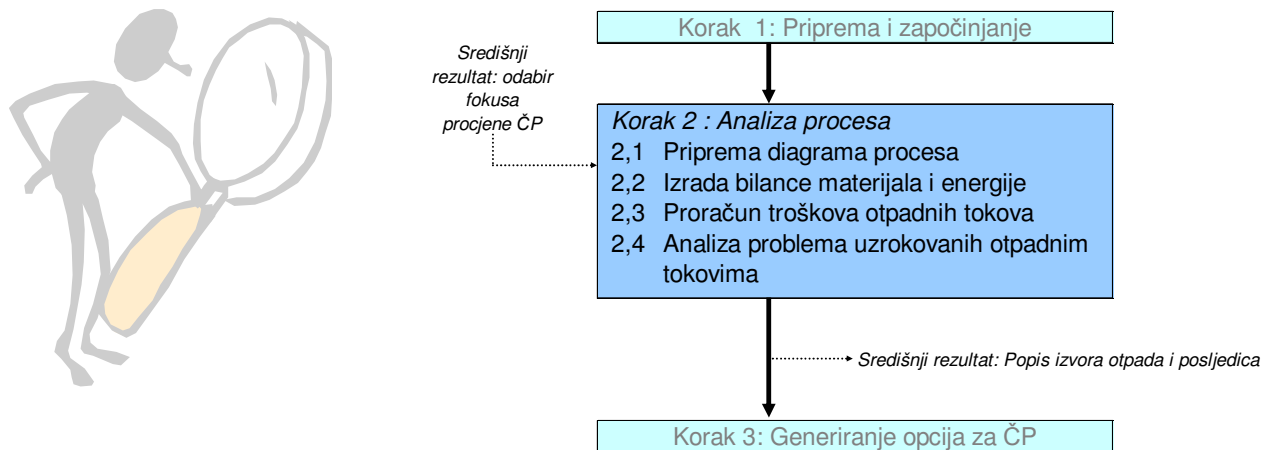 Korak 1: Priprema i započinjanje
Središnji
rezultat: odabir
fokusa
procjene ČP
Korak 2 : Analiza procesa
2,1 Priprema diagrama procesa
2,2 Izrada bilance materijala i energije
2,3 Proračun troškova otpadnih tokova
2,4 Analiza problema uzrokovanih otpadnim
tokovima
Središnji rezultat: Popis izvora otpada i posljedica
Korak 3: Generiranje opcija za ČP